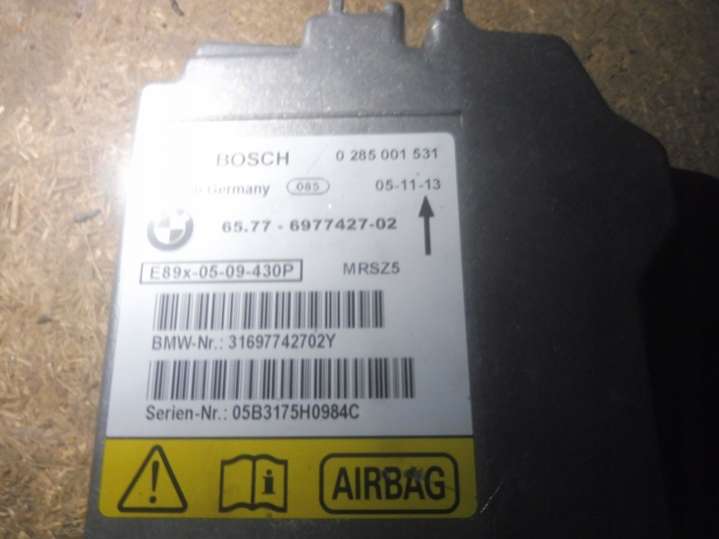 BOSCH 0 285 001 531
Germany 085 05-11-13
65.77 - 6977427-02
E89x-05-09-430P MRSZ5
BMW-Nr.: 31697742702Y
Serien-Nr.: 05B3175H0984C
AIRBAG